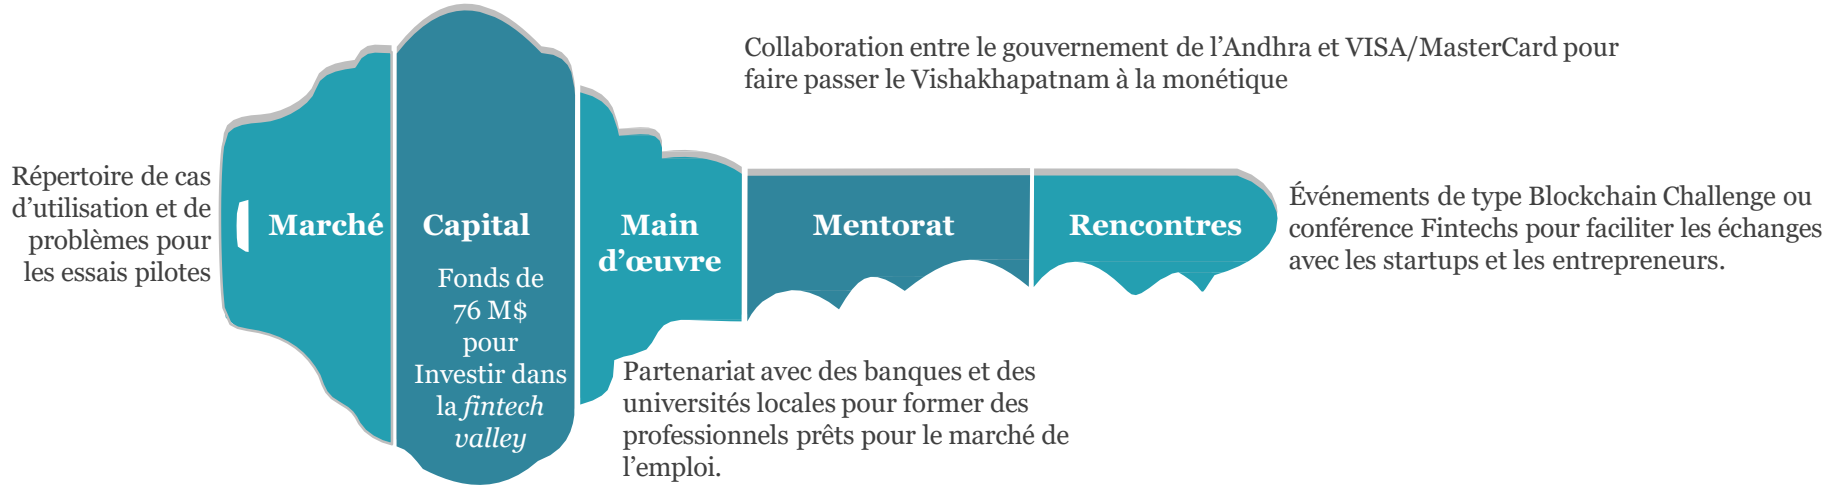 Collaboration entre le gouvernement de l’Andhra et VISA/MasterCard pour
faire passer le Vishakhapatnam à la monétique
Répertoire de cas
d’utilisation et de
problèmes pour
les essais pilotes
Marché
Capital
Fonds de
76 M$
pour
Investir dans
la fintech
valley
Main
d’œuvre
Mentorat
Rencontres
Événements de type Blockchain Challenge ou
conférence Fintechs pour faciliter les échanges
avec les startups et les entrepreneurs.
Partenariat avec des banques et des
universités locales pour former des
professionnels prêts pour le marché de
l’emploi.